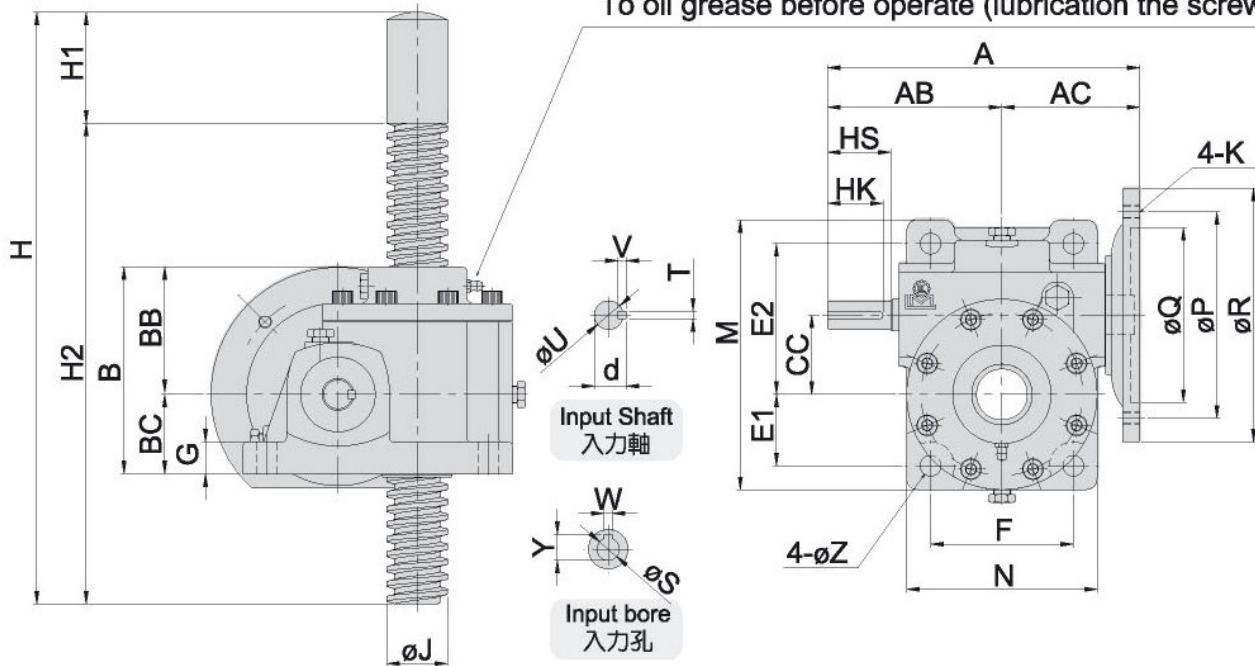 To oil grease before operate (lubrication the screw
H
H1
H2
B
BB
BC
G
øJ
V
T
øU
d
Input Shaft
入力軸
W
Y
øS
Input bore
入力孔
A
AB
AC
HS
HK
4-K
M
E2
CC
E1
øQ
øP
øR
4-øZ
F
N